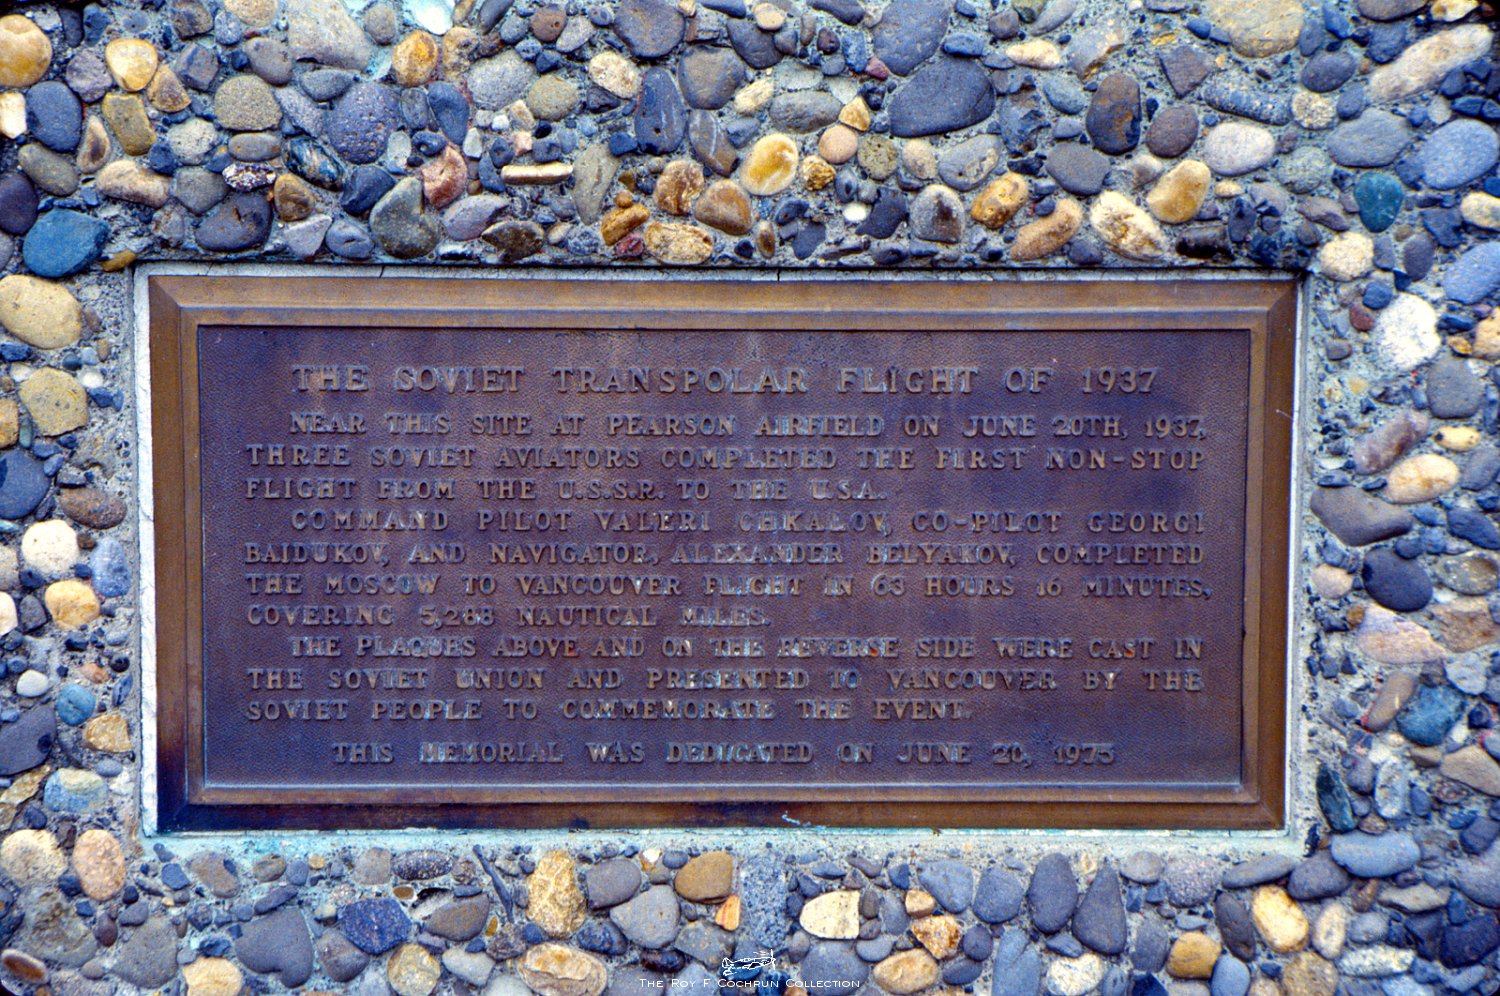 THE SOVIET TRANSPOLAR FLIGHT OF 1937
NEAR THIS SITE AT PEARSON AIRFIELD ON JUNE 20TH, 1937,
THREE SOVIET AVIATORS COMPLETED THE FIRST NON-STOP
FLIGHT FROM THE U.S.S.R. TO THE U.S.A.
COMMAND PILOT VALERI CHKALOV, CO-PILOT GEORGI
BAIDUKOV, AND NAVIGATOR, ALEXANDER BELYAKOV, COMPLETED
THE MOSCOW TO VANCOUVER FLIGHT IN 63 HOURS 16 MINUTES,
COVERING 5,288 NAUTICAL MILES.
THE PLAQUES ABOVE AND ON THE REVERSE SIDE WERE CAST IN
THE SOVIET UNION AND PRESENTED TO VANCOUVER BY THE
SOVIET PEOPLE TO COMMEMORATE THE EVENT.
THIS MEMORIAL WAS DEDICATED ON JUNE 20, 1975
THE ROY F COCHRUN COLLECTION